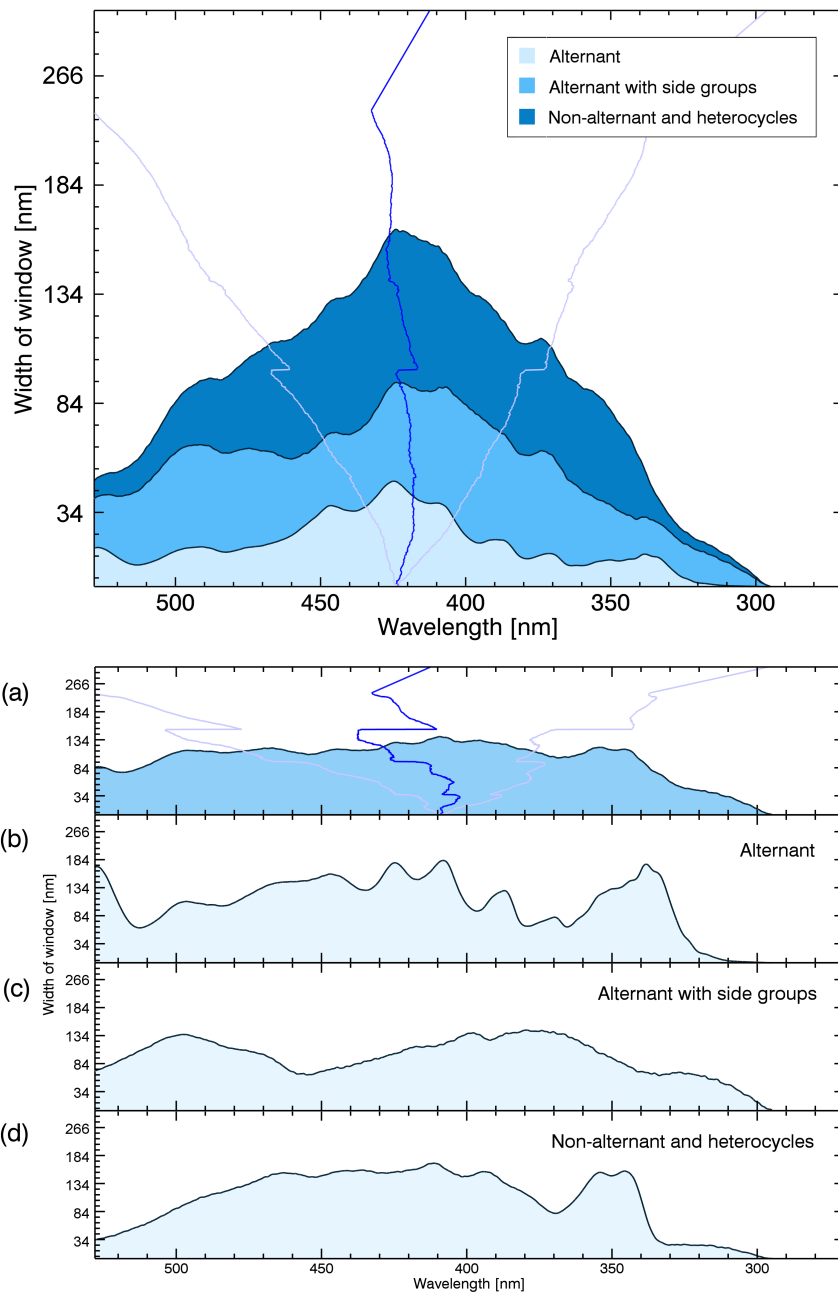 Alternant
Alternant with side groups
Non-alternant and heterocycles
266
184
134
84
34
Width of window [nm]
500 450 400 350 300
Wavelength [nm]
(a)
266
184
134
84
34
(b)
Alternant
266
184
134
84
34
Width of window [nm]
(c)
Alternant with side groups
266
184
134
84
34
(d)
Non-alternant and heterocycles
266
184
134
84
34
500 450 400 350 300
Wavelength [nm]